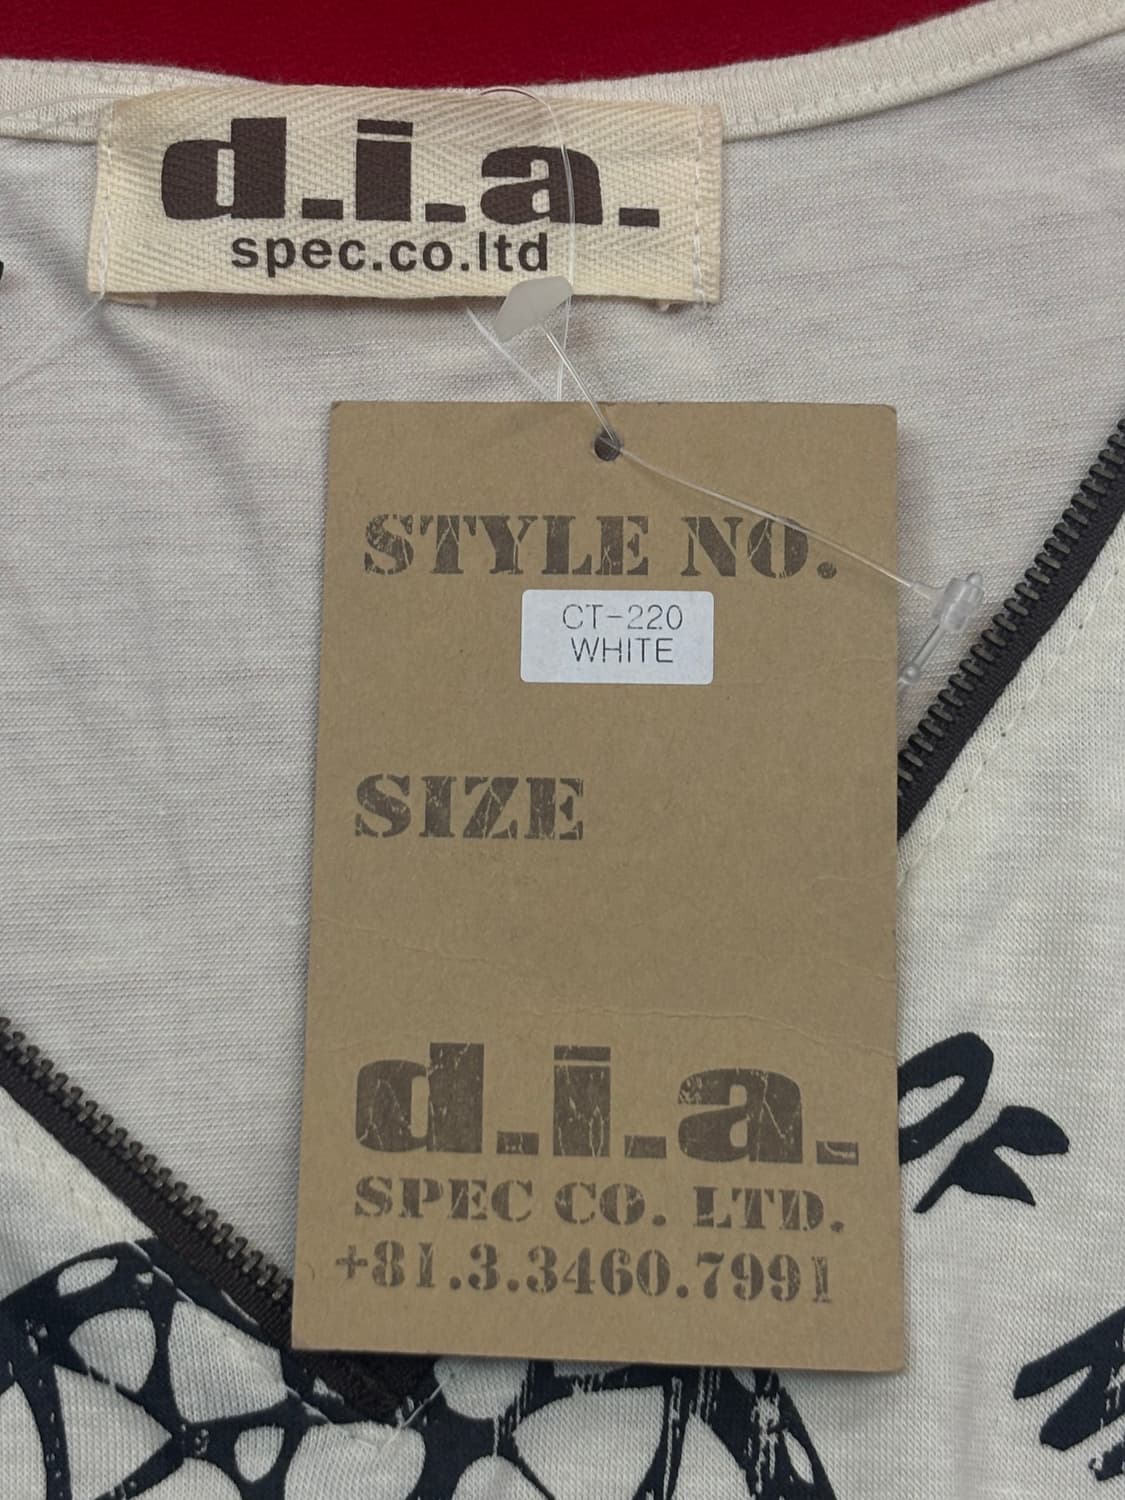 d.i.a.
spec.co.ltd
STYLE NO.
CT-220
WHITE
SIZE
d.i.a.
SPEC CO. LTD.
+81.3.3460.7991